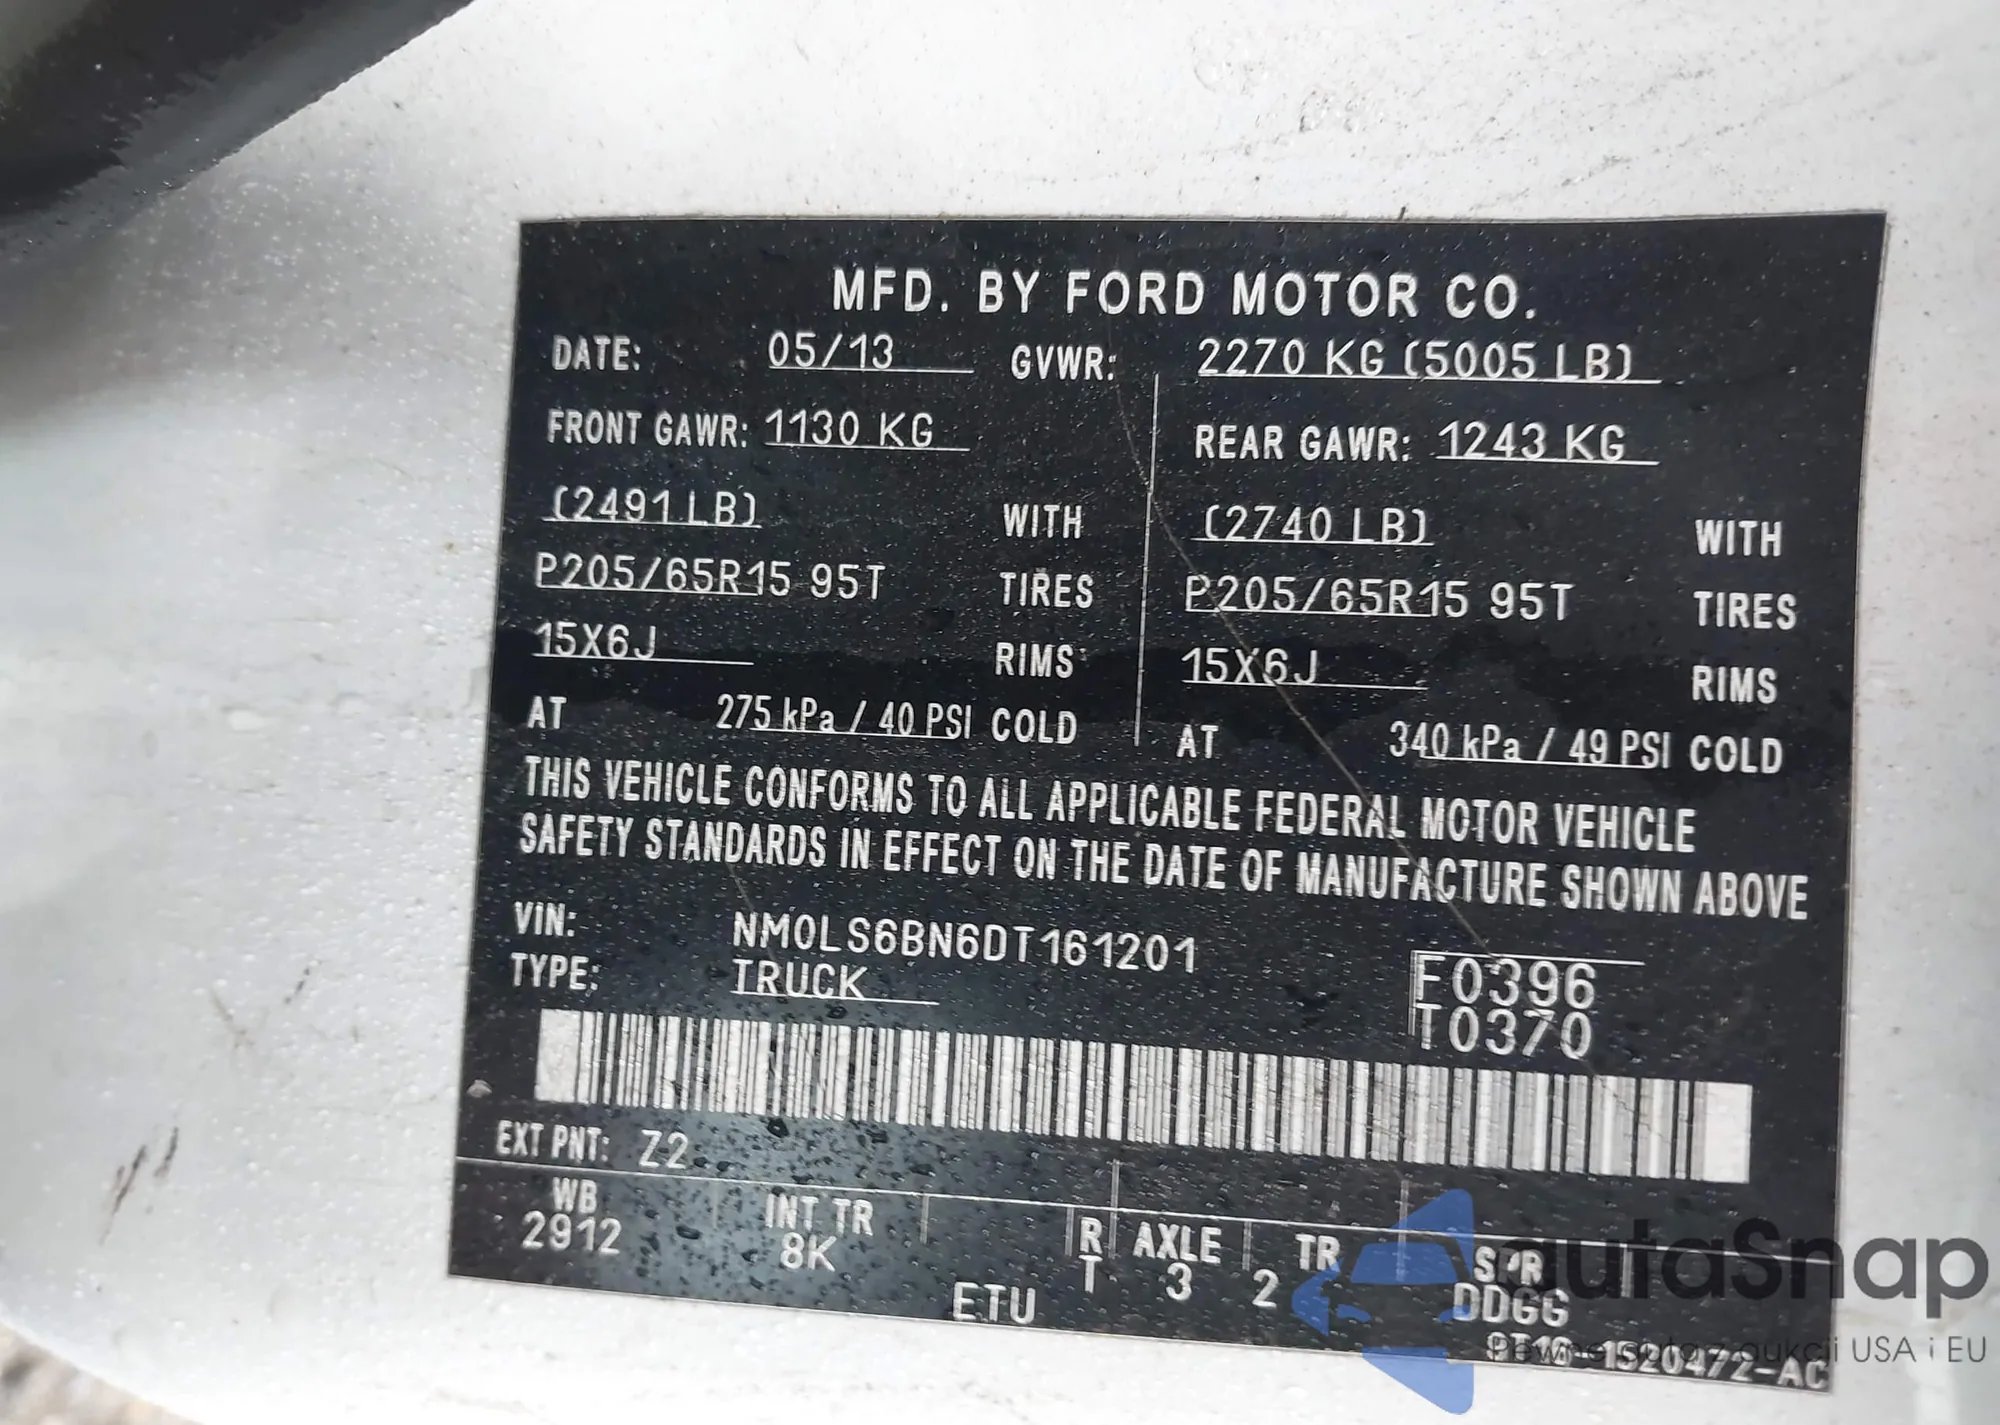 MFD. BY FORD MOTOR CO.
DATE: 05/13 GVWR: 2270 KG (5005 LB)
FRONT GAWR: 1130 KG REAR GAWR: 1243 KG
(2491 LB) WITH (2740 LB) WITH
P205/65R15 95T TIRES P205/65R15 95T TIRES
15X6J RIMS 15X6J RIMS
AT 275 kPa / 40 PSI COLD AT 340 kPa / 49 PSI COLD
THIS VEHICLE CONFORMS TO ALL APPLICABLE FEDERAL MOTOR VEHICLE
SAFETY STANDARDS IN EFFECT ON THE DATE OF MANUFACTURE SHOWN ABOVE
VIN: NM0LS6BN6DT161201
TYPE: TRUCK
F0396
T0370
EXT PNT: Z2
WB INT TR R AXLE TR SPR
2912 8K T 3 2 DDGG
ETU
autaSnap
Pewne auta z aukcji USA i EU